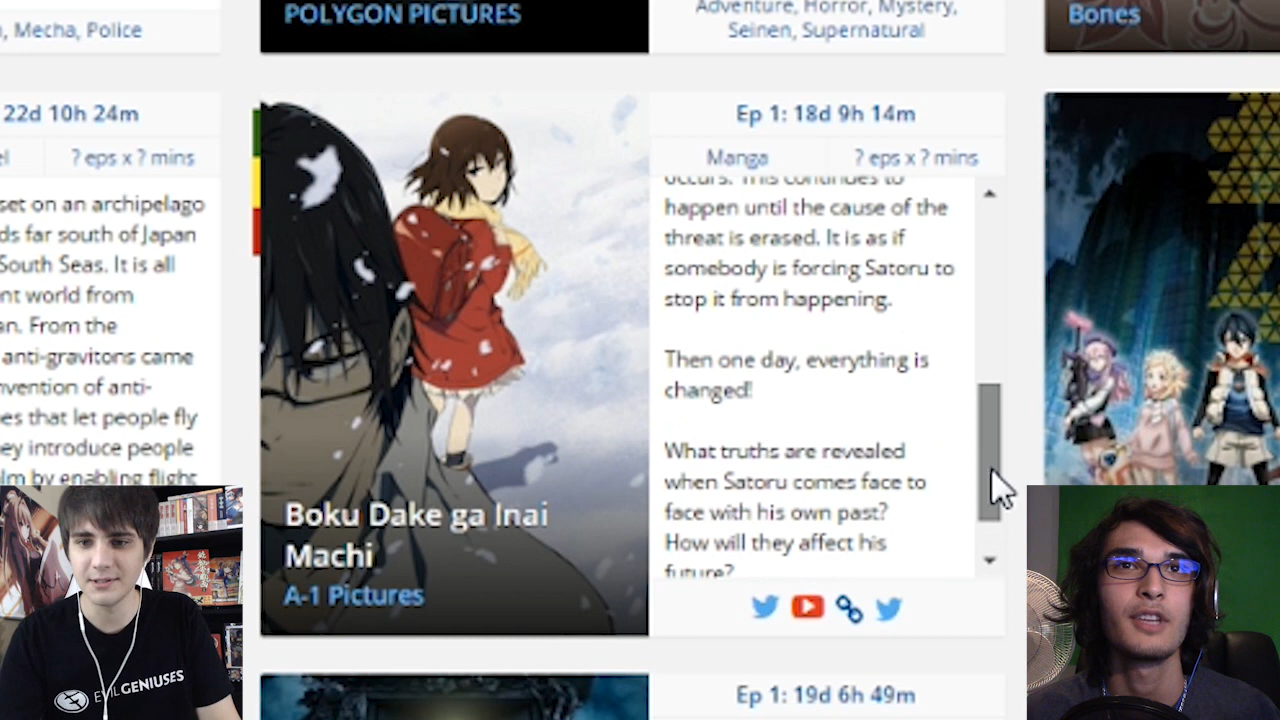 , Mecha, Police
22d 10h 24m
el
? eps x ? mins
set on an archipelago
ds far south of Japan
South Seas. It is all
nt world from
an. From the
anti-gravitons came
nvention of anti-
es that let people fly
ey introduce people
lm by enabling flight
POLYGON PICTURES
Adventure, Horror, Mystery,
Seinen, Supernatural
Bones
Boku Dake ga Inai
Machi
A-1 Pictures
Ep 1: 18d 9h 14m
Manga
? eps x ? mins
occurs. This continues to
happen until the cause of the
threat is erased. It is as if
somebody is forcing Satoru to
stop it from happening.
Then one day, everything is
changed!
What truths are revealed
when Satoru comes face to
face with his own past?
How will they affect his
future?
Ep 1: 19d 6h 49m
EVIL GENIUSES